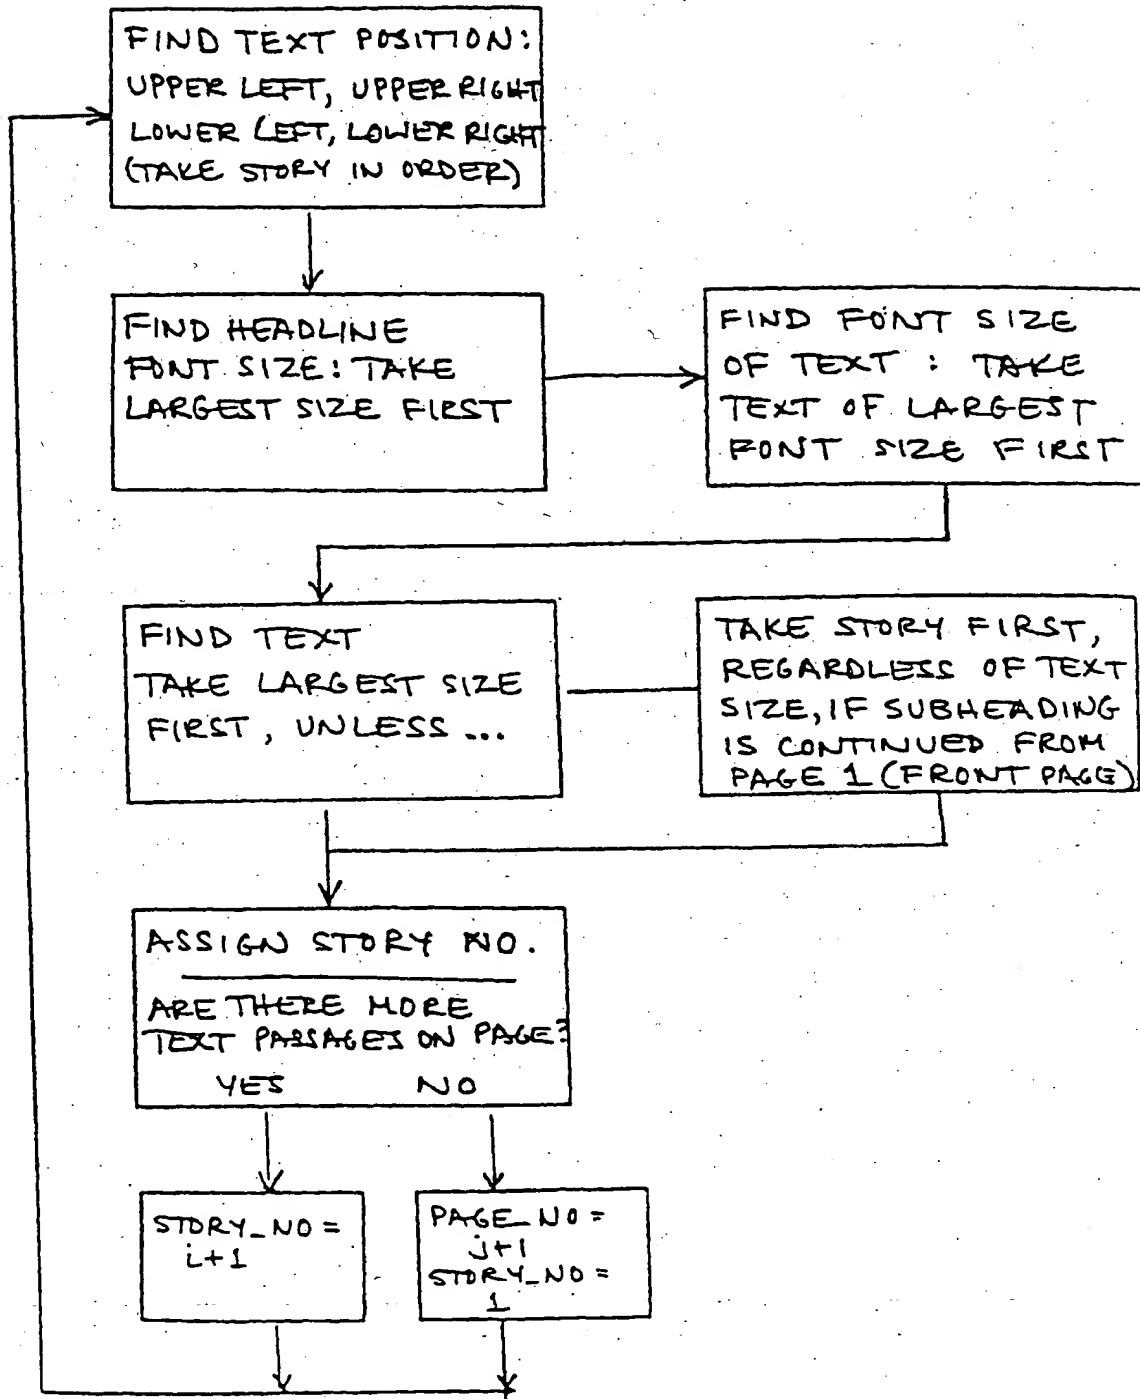 FIND TEXT POSITION:
UPPER LEFT, UPPER RIGHT
LOWER LEFT, LOWER RIGHT
(TAKE STORY IN ORDER)
FIND HEADLINE
FONT SIZE: TAKE
LARGEST SIZE FIRST
FIND FONT SIZE
OF TEXT : TAKE
TEXT OF LARGEST
FONT SIZE FIRST
FIND TEXT
TAKE LARGEST SIZE
FIRST, UNLESS ...
TAKE STORY FIRST,
REGARDLESS OF TEXT
SIZE, IF SUBHEADING
IS CONTINUED FROM
PAGE 1 (FRONT PAGE)
ASSIGN STORY NO.
ARE THERE MORE
TEXT PASSAGES ON PAGE?
YES NO
STORY_NO =
i+1
PAGE_NO =
j+1
STORY_NO =
1